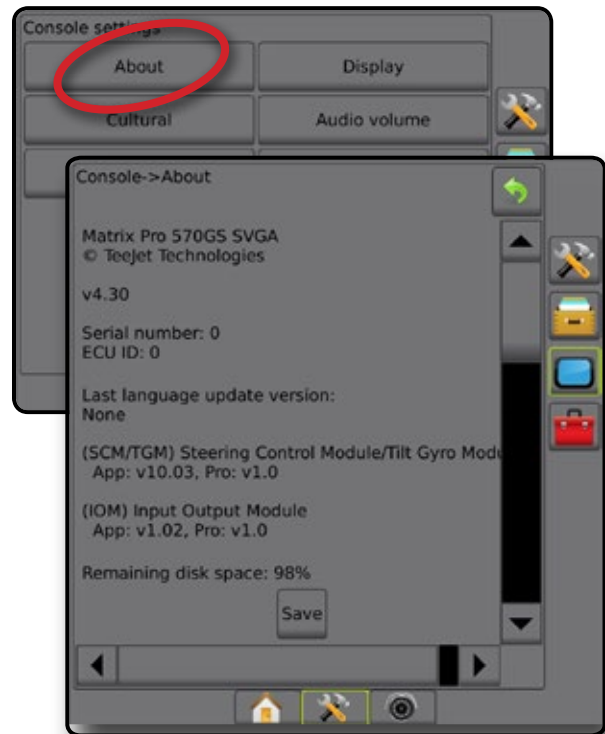 Console settings
About
Display
Cultural
Audio volume
Console->About
Matrix Pro 570GS SVGA
© TeeJet Technologies
v4.30
Serial number: 0
ECU ID: 0
Last language update version:
None
(SCM/TGM) Steering Control Module/Tilt Gyro Modu
App: v10.03, Pro: v1.0
(IOM) Input Output Module
App: v1.02, Pro: v1.0
Remaining disk space: 98%
Save